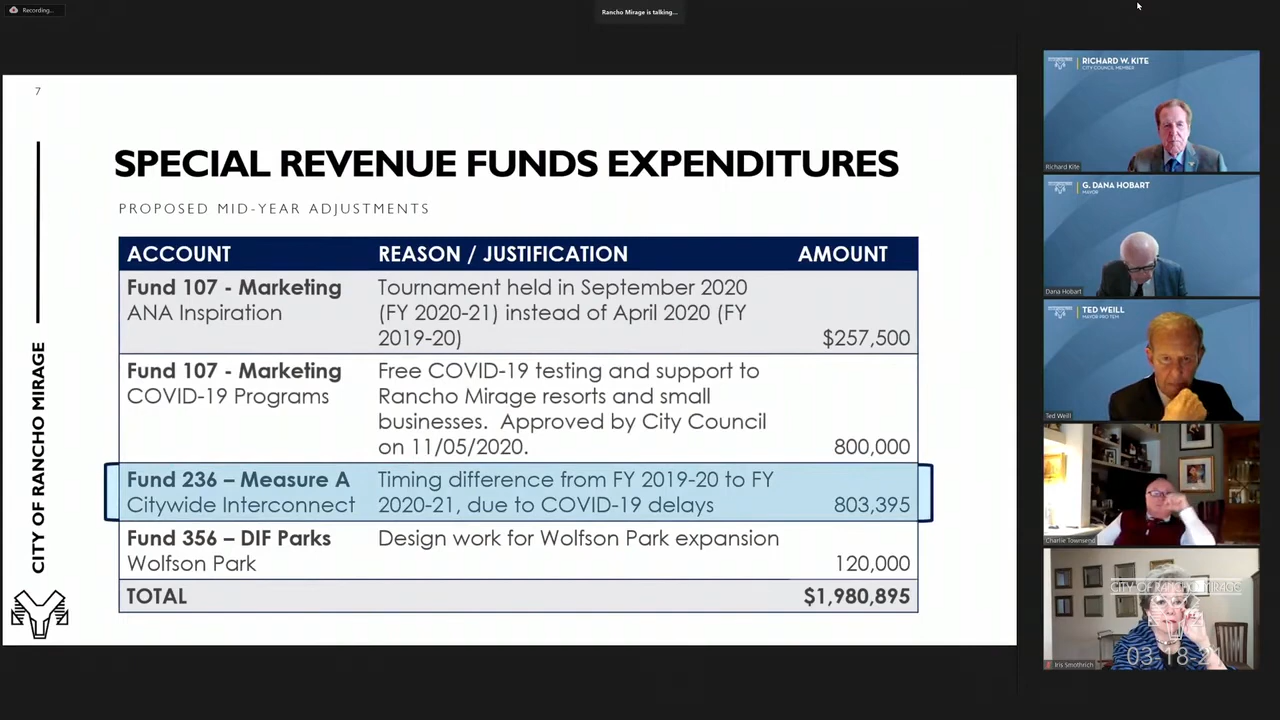 Recording...
Rancho Mirage is talking...
7
SPECIAL REVENUE FUNDS EXPENDITURES
PROPOSED MID-YEAR ADJUSTMENTS
CITY OF RANCHO MIRAGE
ACCOUNT REASON / JUSTIFICATION AMOUNT
Fund 107 - Marketing Tournament held in September 2020
ANA Inspiration (FY 2020-21) instead of April 2020 (FY
2019-20) $257,500
Fund 107 - Marketing Free COVID-19 testing and support to
COVID-19 Programs Rancho Mirage resorts and small
businesses. Approved by City Council
on 11/05/2020. 800,000
Fund 236 – Measure A Timing difference from FY 2019-20 to FY
Citywide Interconnect 2020-21, due to COVID-19 delays 803,395
Fund 356 – DIF Parks Design work for Wolfson Park expansion
Wolfson Park 120,000
TOTAL $1,980,895
RICHARD W. KITE
CITY COUNCIL MEMBER
Richard Kite
G. DANA HOBART
MAYOR
Dana Hobart
TED WEILL
MAYOR PRO TEM
Ted Weill
Charlie Townsend
CITY OF RANCHO MIRAGE
03-18-21
Iris Smothrich